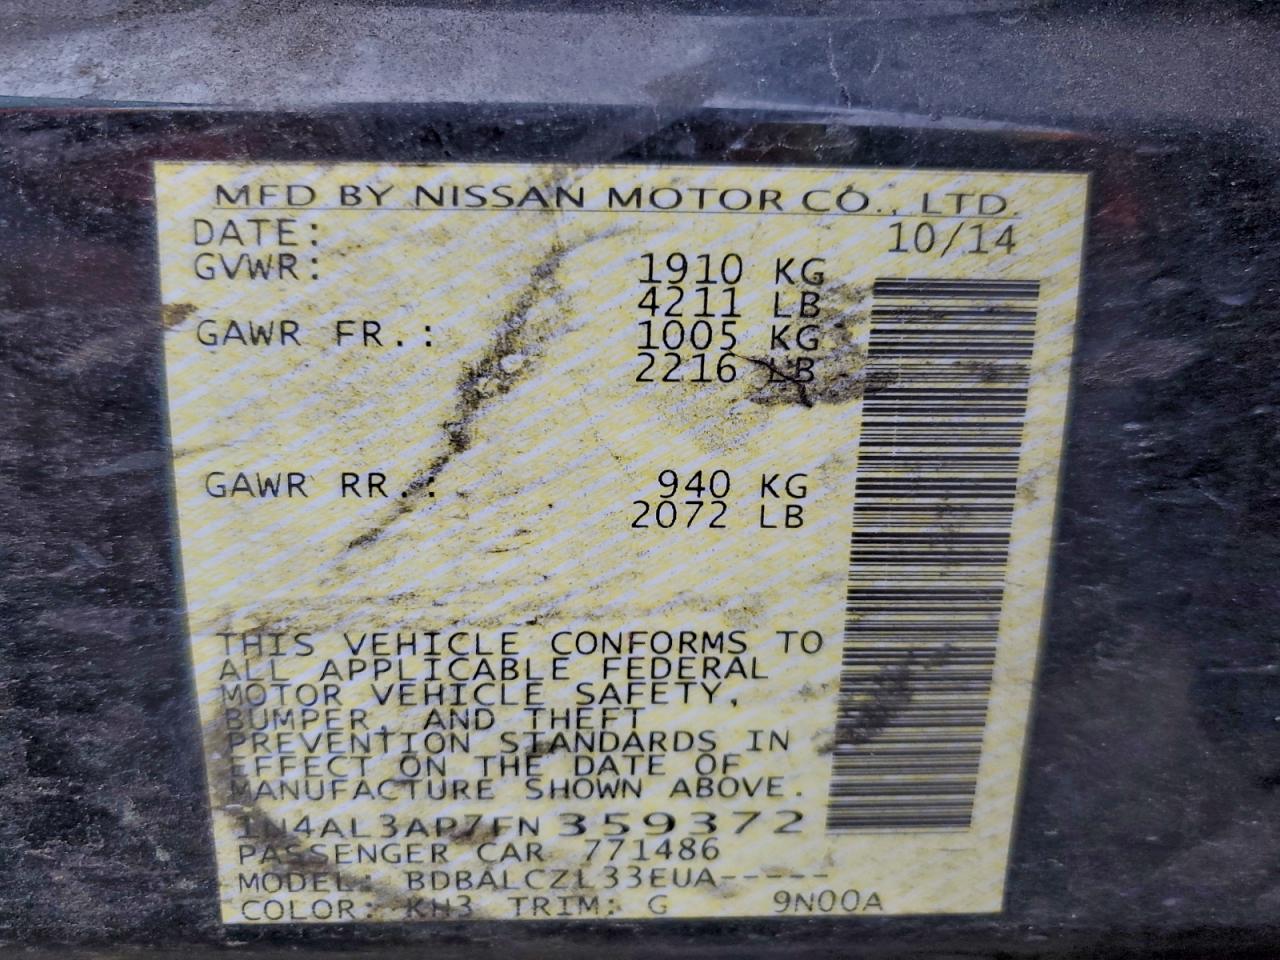 MFD BY NISSAN MOTOR CO., LTD.
DATE: 10/14
GVWR: 1910 KG
4211 LB
GAWR FR.: 1005 KG
2216 LB
GAWR RR.: 940 KG
2072 LB
THIS VEHICLE CONFORMS TO
ALL APPLICABLE FEDERAL
MOTOR VEHICLE SAFETY,
BUMPER, AND THEFT
PREVENTION STANDARDS IN
EFFECT ON THE DATE OF
MANUFACTURE SHOWN ABOVE.
1N4AL3AP7FN359372
PASSENGER CAR 771486
MODEL: BDBALCZL33EUA-----
COLOR: KH3 TRIM: G 9N00A